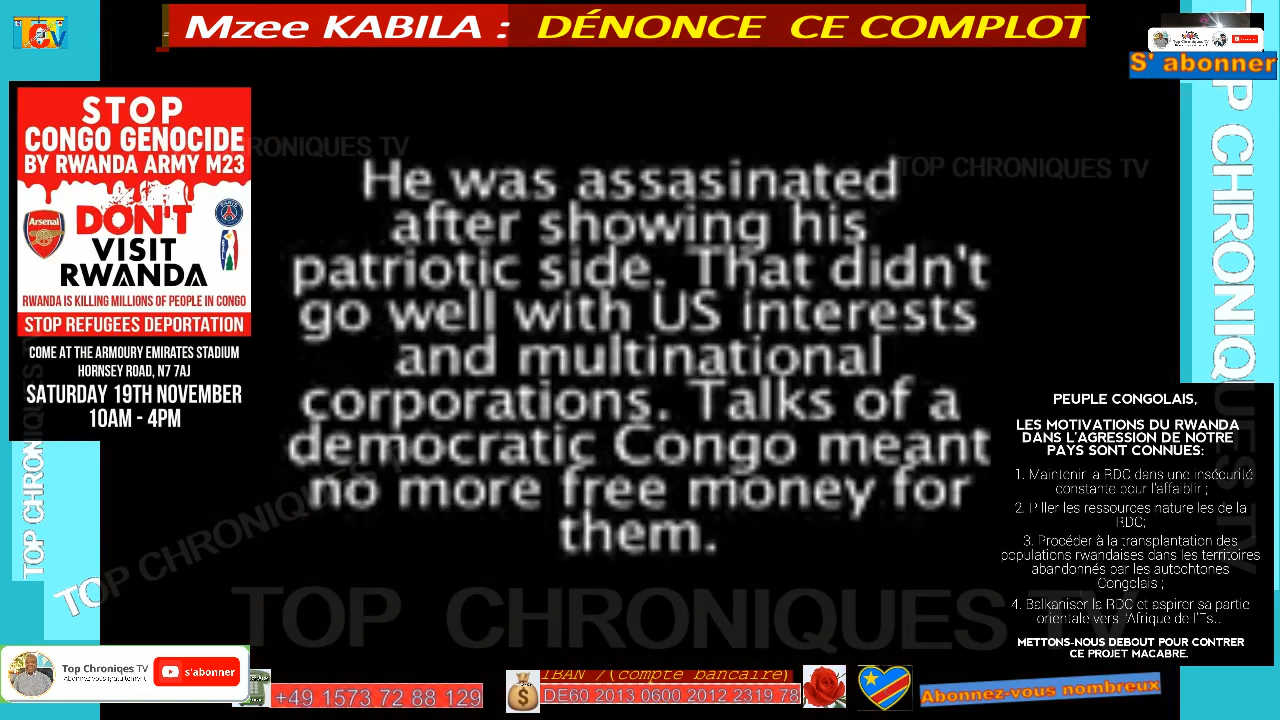 Mzee KABILA : DÉNONCE CE COMPLOT
S' abonner
STOP
CONGO GENOCIDE
BY RWANDA ARMY M23
Arsenal
DON'T
VISIT
RWANDA
RWANDA IS KILLING MILLIONS OF PEOPLE IN CONGO
STOP REFUGEES DEPORTATION
COME AT THE ARMOURY EMIRATES STADIUM
HORNSEY ROAD, N7 7AJ
SATURDAY 19TH NOVEMBER
10AM - 4PM
He was assasinated
after showing his
patriotic side. That didn't
go well with US interests
and multinational
corporations. Talks of a
democratic Congo meant
no more free money for
them.
PEUPLE CONGOLAIS,
LES MOTIVATIONS DU RWANDA
DANS L'AGRESSION DE NOTRE
PAYS SONT CONNUES:
1. Maintenir la RDC dans une insécurité
constante pour l'affaiblir ;
2. Piller les ressources naturelles de la
RDC;
3. Procéder à la transplantation des
populations rwandaises dans les territoires
abandonnés par les autochtones
Congolais ;
4. Balkaniser la RDC et aspirer sa partie
orientale vers l'Afrique de l'Est.
METTONS-NOUS DEBOUT POUR CONTRER
CE PROJET MACABRE.
TOP CHRONIQUES TV
TOP CHRONIQUES TV
TOP CHRONIQUES TV
TOP CHRON
Top Chroniqes TV
s'abonner
+49 1573 72 88 129
IBAN /(compte bancaire)
DE60 2013 0600 2012 2319 78
Abonnez-vous nombreux